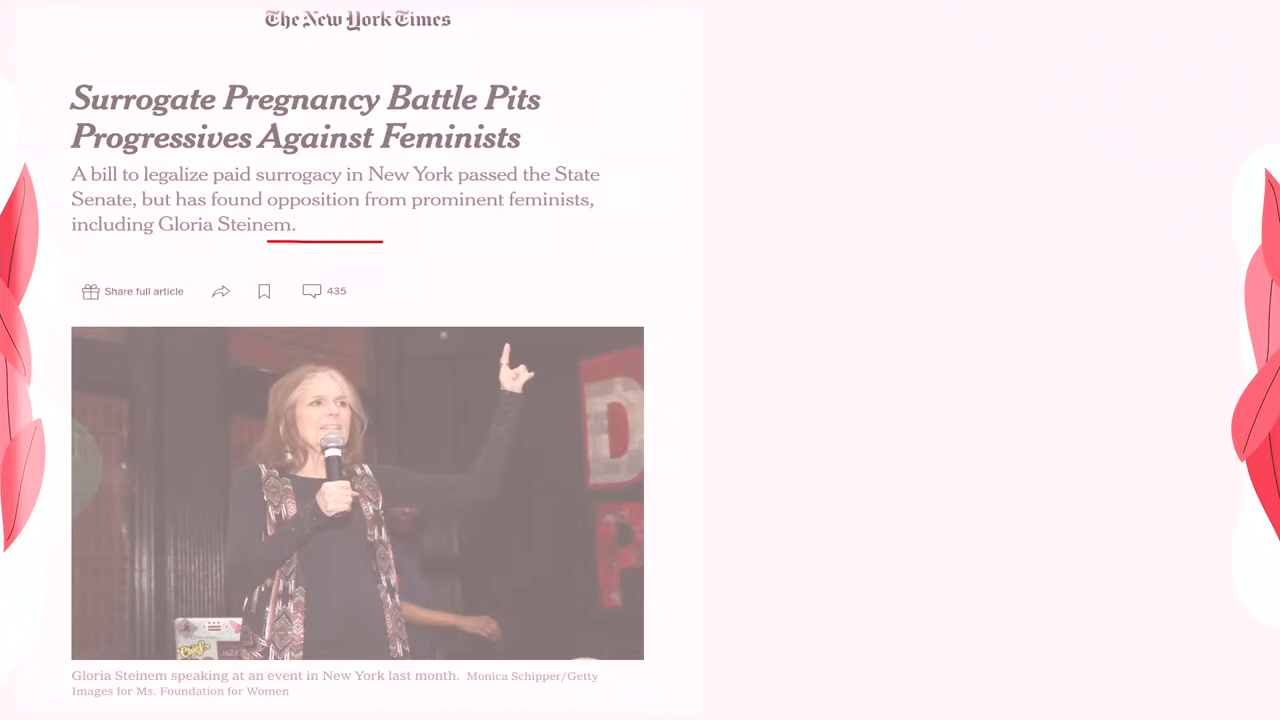 The New York Times
Surrogate Pregnancy Battle Pits
Progressives Against Feminists
A bill to legalize paid surrogacy in New York passed the State
Senate, but has found opposition from prominent feminists,
including Gloria Steinem.
Share full article
435
D
P
Chief
Gloria Steinem speaking at an event in New York last month. Monica Schipper/Getty
Images for Ms. Foundation for Women